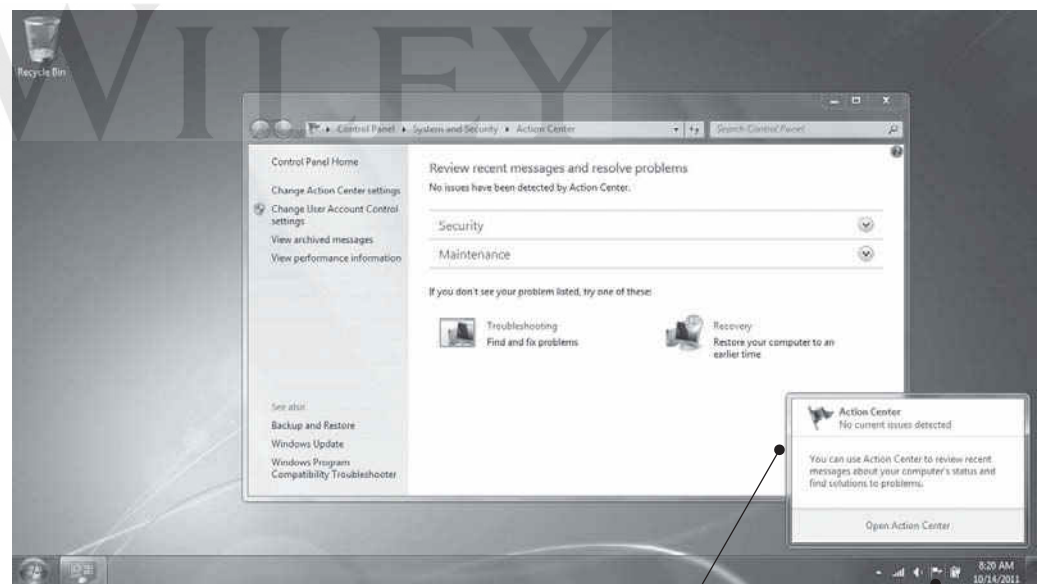 WILEY
Recycle Bin
Control Panel ▸ System and Security ▸ Action Center
Search Control Panel
Control Panel Home
Change Action Center settings
Change User Account Control
settings
View archived messages
View performance information
See also
Backup and Restore
Windows Update
Windows Program
Compatibility Troubleshooter
Review recent messages and resolve problems
No issues have been detected by Action Center.
Security
Maintenance
If you don't see your problem listed, try one of these:
Troubleshooting
Find and fix problems
Recovery
Restore your computer to an
earlier time
Action Center
No current issues detected
You can use Action Center to review recent
messages about your computer's status and
find solutions to problems.
Open Action Center
8:20 AM
10/14/2011